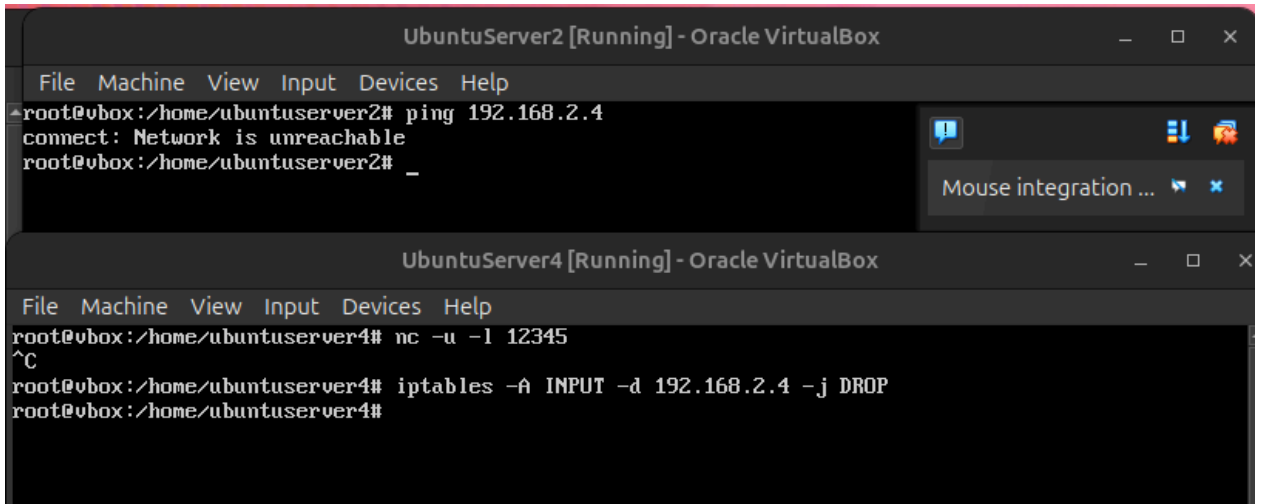 UbuntuServer2 [Running] - Oracle VirtualBox
File Machine View Input Devices Help
root@vbox:/home/ubuntuserver2# ping 192.168.2.4
connect: Network is unreachable
root@vbox:/home/ubuntuserver2# _
Mouse integration ...
UbuntuServer4 [Running] - Oracle VirtualBox
File Machine View Input Devices Help
root@vbox:/home/ubuntuserver4# nc -u -l 12345
^C
root@vbox:/home/ubuntuserver4# iptables -A INPUT -d 192.168.2.4 -j DROP
root@vbox:/home/ubuntuserver4#